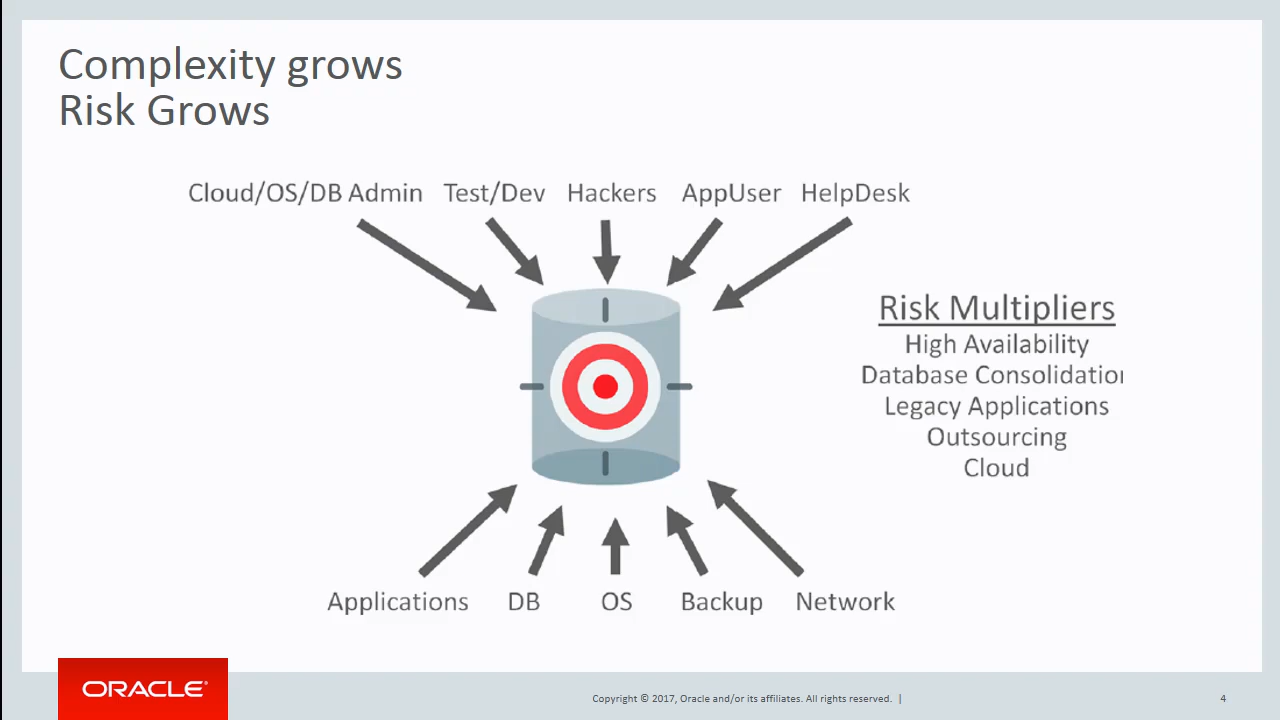 Complexity grows
Risk Grows
Cloud/OS/DB Admin Test/Dev Hackers AppUser HelpDesk
Risk Multipliers
High Availability
Database Consolidation
Legacy Applications
Outsourcing
Cloud
Applications DB OS Backup Network
ORACLE®
Copyright © 2017, Oracle and/or its affiliates. All rights reserved. |
4